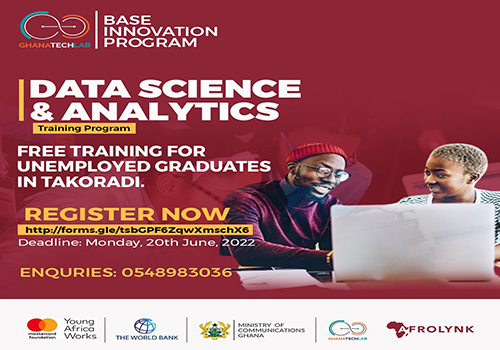 GHANATECHLAB
BASE
INNOVATION
PROGRAM
DATA SCIENCE
& ANALYTICS
Training Program
FREE TRAINING FOR
UNEMPLOYED GRADUATES
IN TAKORADI.
REGISTER NOW
http://forms.gle/tsbGPF6ZqwXmschX6
Deadline: Monday, 20th June, 2022
ENQURIES: 0548983036
mastercard
foundation
Young
Africa
Works
THE WORLD BANK
MINISTRY OF
COMMUNICATIONS
GHANA
GHANATECHLAB
AFROLYNK